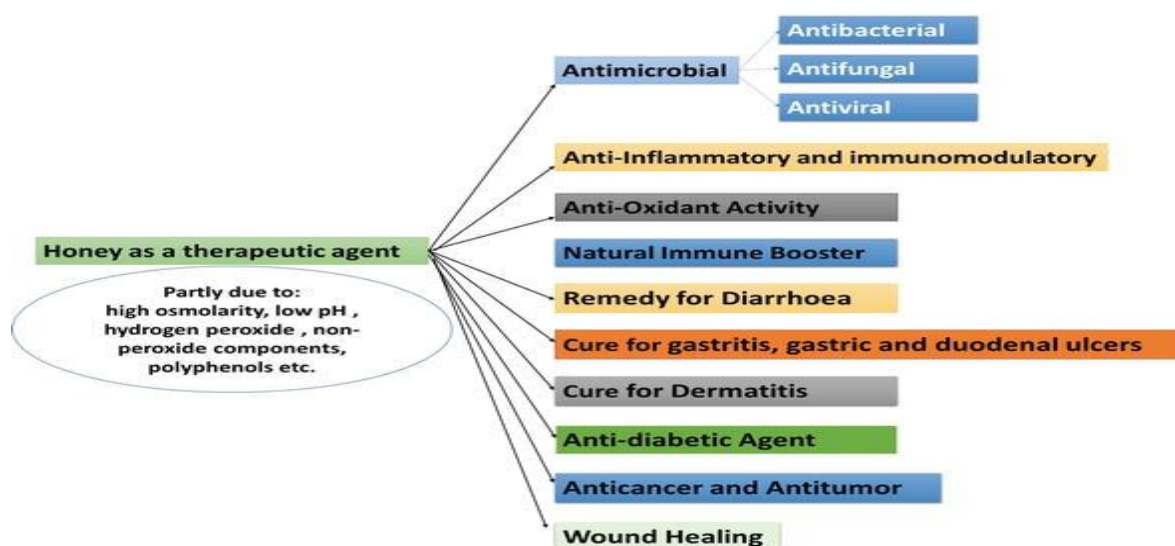 Antibacterial
Antimicrobial
Antifungal
Antiviral
Anti-Inflammatory and immunomodulatory
Anti-Oxidant Activity
Honey as a therapeutic agent
Natural Immune Booster
Partly due to:
high osmolarity, low pH ,
hydrogen peroxide , non-
peroxide components,
polyphenols etc.
Remedy for Diarrhoea
Cure for gastritis, gastric and duodenal ulcers
Cure for Dermatitis
Anti-diabetic Agent
Anticancer and Antitumor
Wound Healing